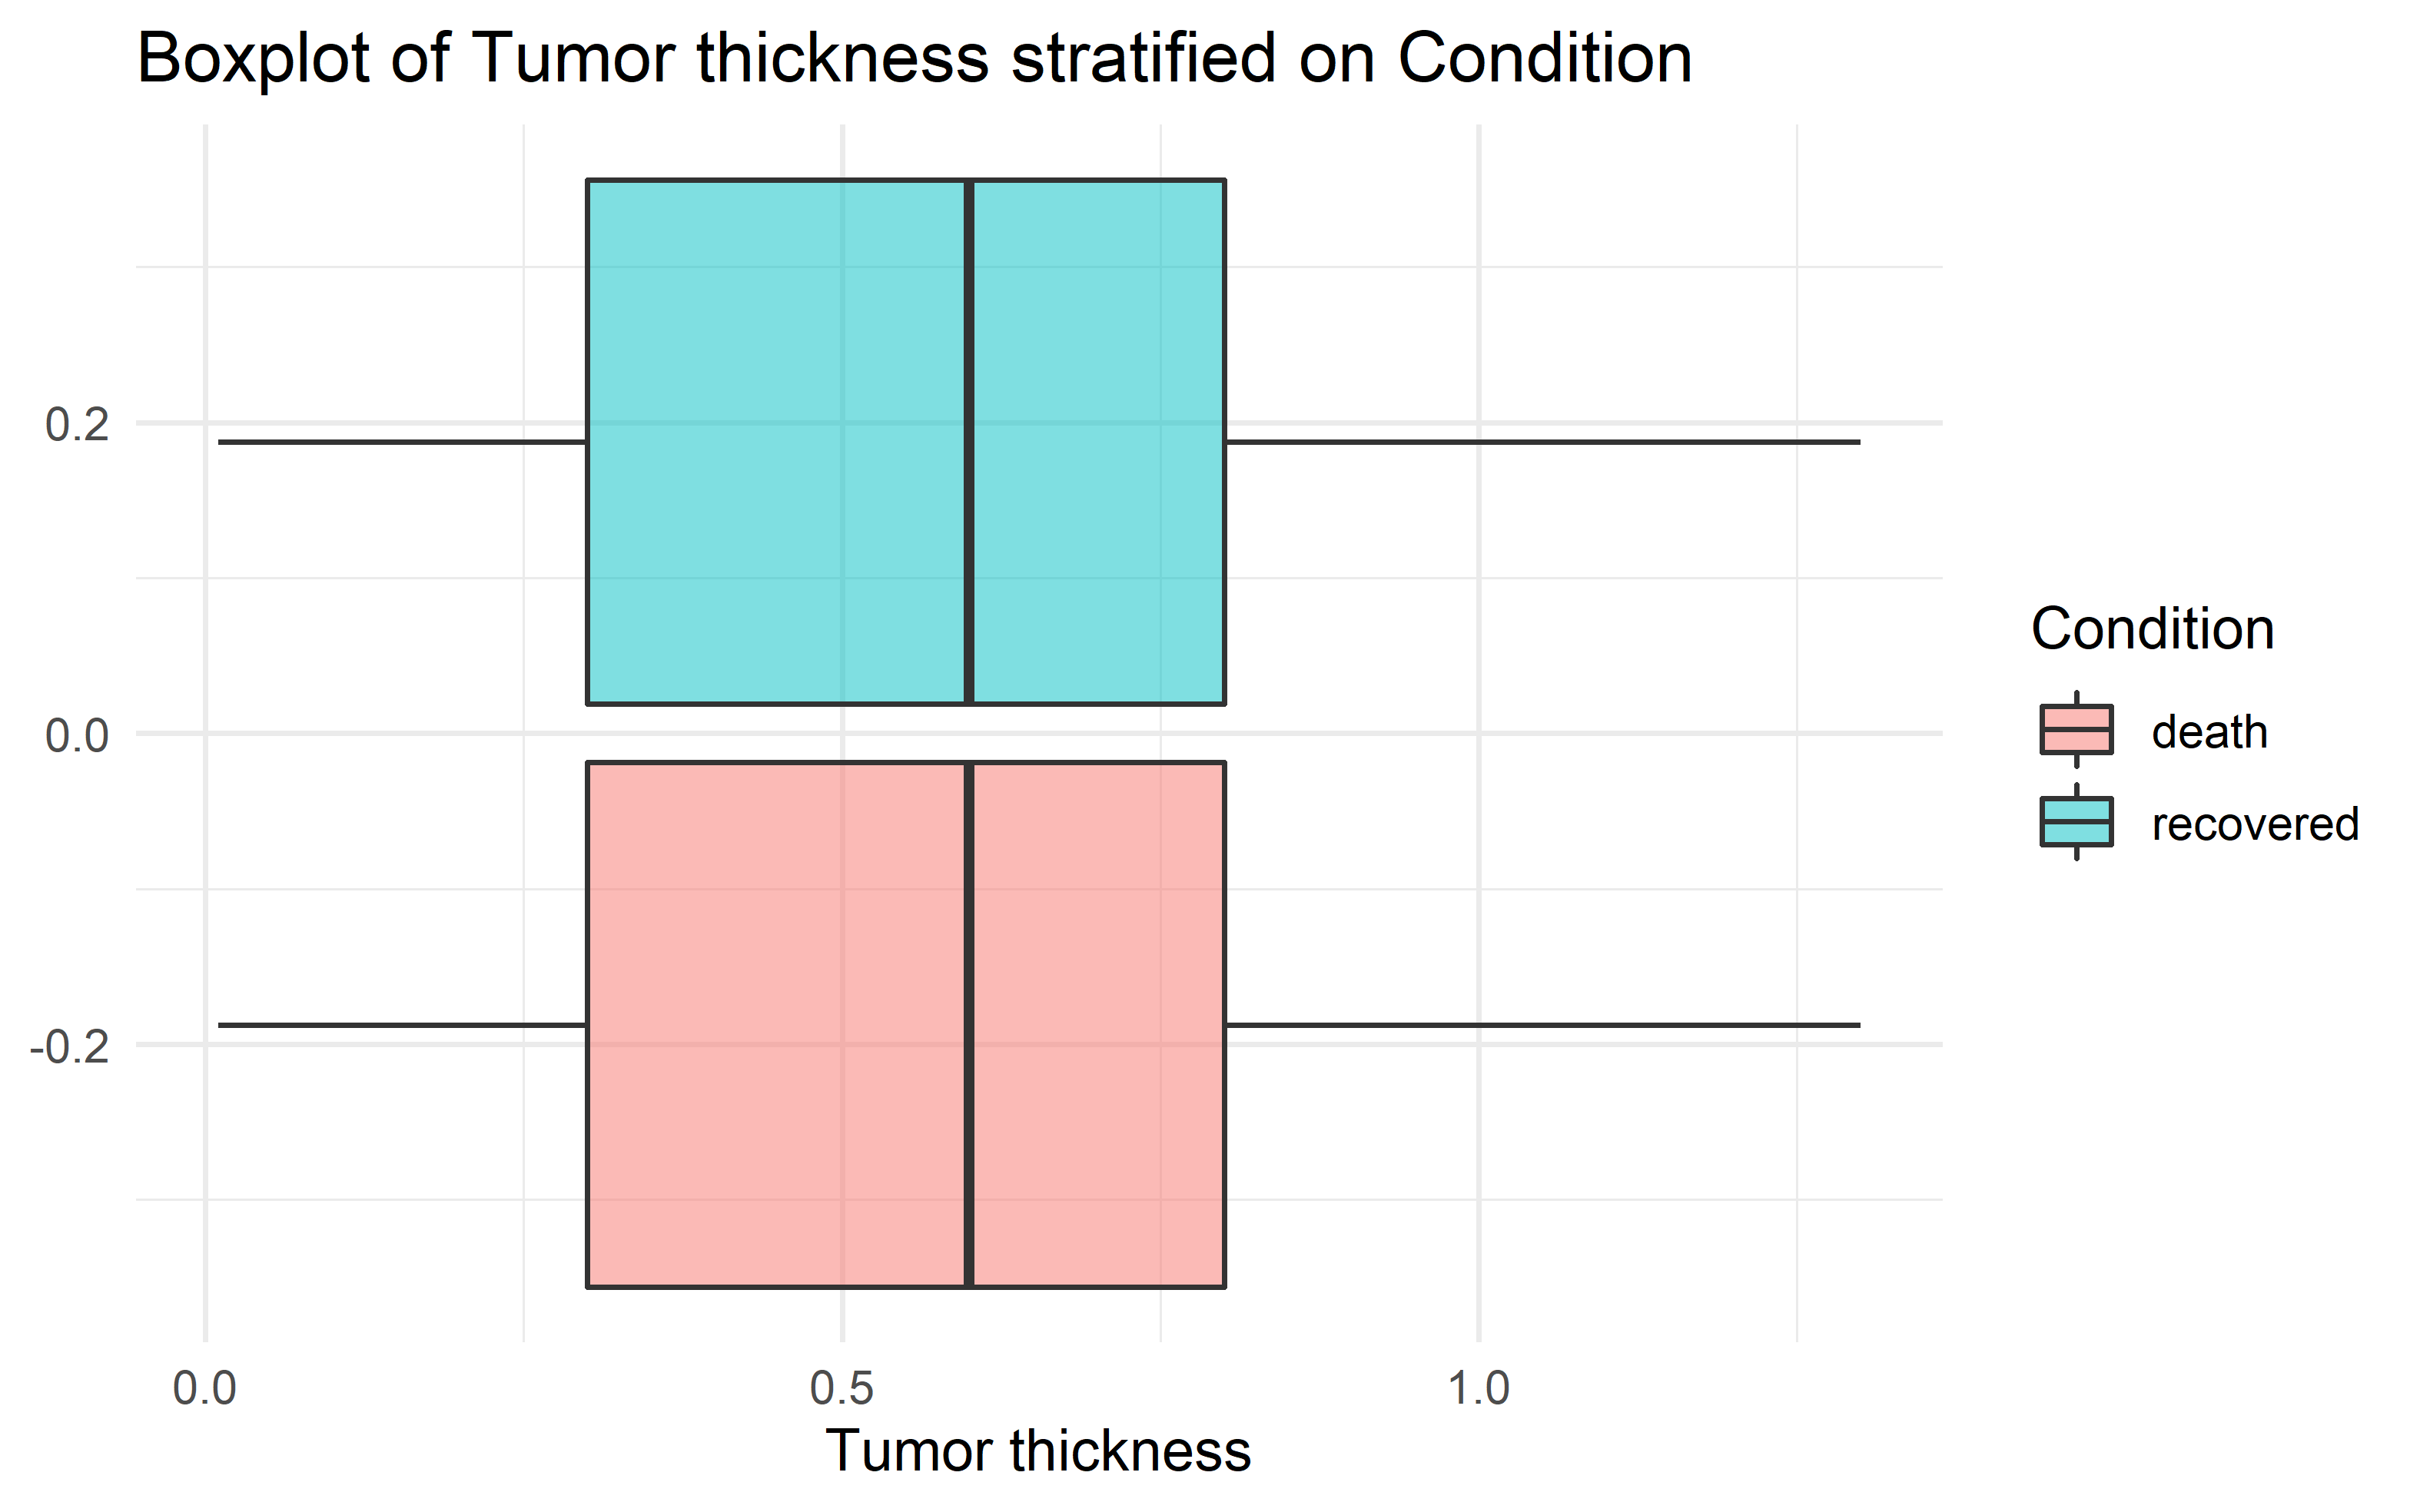 Boxplot of Tumor thickness stratified on Condition
0.2
0.0
-0.2
0.0 0.5 1.0
Tumor thickness
Condition
death
recovered